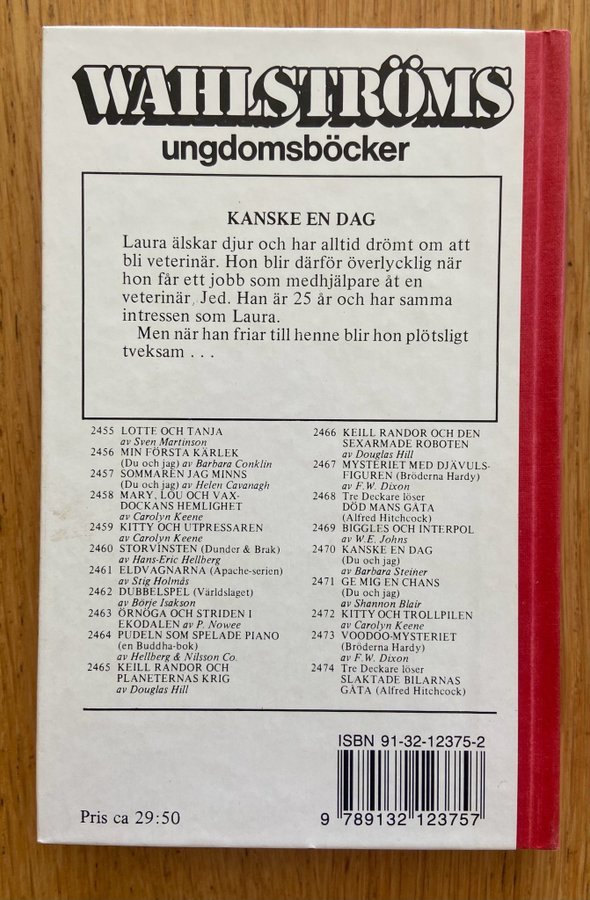 WAHLSTRÖMS
ungdomsböcker
KANSKE EN DAG
Laura älskar djur och har alltid drömt om att
bli veterinär. Hon blir därför överlycklig när
hon får ett jobb som medhjälpare åt en
veterinär, Jed. Han är 25 år och har samma
intressen som Laura.
Men när han friar till henne blir hon plötsligt
tveksam . . .
2455 LOTTE OCH TANJA
av Sven Martinson
2456 MIN FÖRSTA KÄRLEK
(Du och jag) av Barbara Conklin
2457 SOMMAREN JAG MINNS
(Du och jag) av Helen Cavanagh
2458 MARY, LOU OCH VAX-
DOCKANS HEMLIGHET
av Carolyn Keene
2459 KITTY OCH UTPRESSAREN
av Carolyn Keene
2460 STORVINSTEN (Dunder & Brak)
av Hans-Eric Hellberg
2461 ELDVAGNARNA (Apache-serien)
av Stig Holmås
2462 DUBBELSPEL (Världslaget)
av Börje Isakson
2463 ÖRNÖGA OCH STRIDEN I
EKODALEN av P. Nowee
2464 PUDELN SOM SPELADE PIANO
(en Buddha-bok)
av Hellberg & Nilsson Co.
2465 KEILL RANDOR OCH
PLANETERNAS KRIG
av Douglas Hill
2466 KEILL RANDOR OCH DEN
SEXARMADE ROBOTEN
av Douglas Hill
2467 MYSTERIET MED DJÄVULS-
FIGUREN (Bröderna Hardy)
av F.W. Dixon
2468 Tre Deckare löser
DÖD MANS GÅTA
(Alfred Hitchcock)
2469 BIGGLES OCH INTERPOL
av W.E. Johns
2470 KANSKE EN DAG
(Du och jag)
av Barbara Steiner
2471 GE MIG EN CHANS
(Du och jag)
av Shannon Blair
2472 KITTY OCH TROLLPILEN
av Carolyn Keene
2473 VOODOO-MYSTERIET
(Bröderna Hardy)
av F.W. Dixon
2474 Tre Deckare löser
SLAKTADE BILARNAS
GÅTA (Alfred Hitchcock)
ISBN 91-32-12375-2
9 789132 123757
Pris ca 29:50